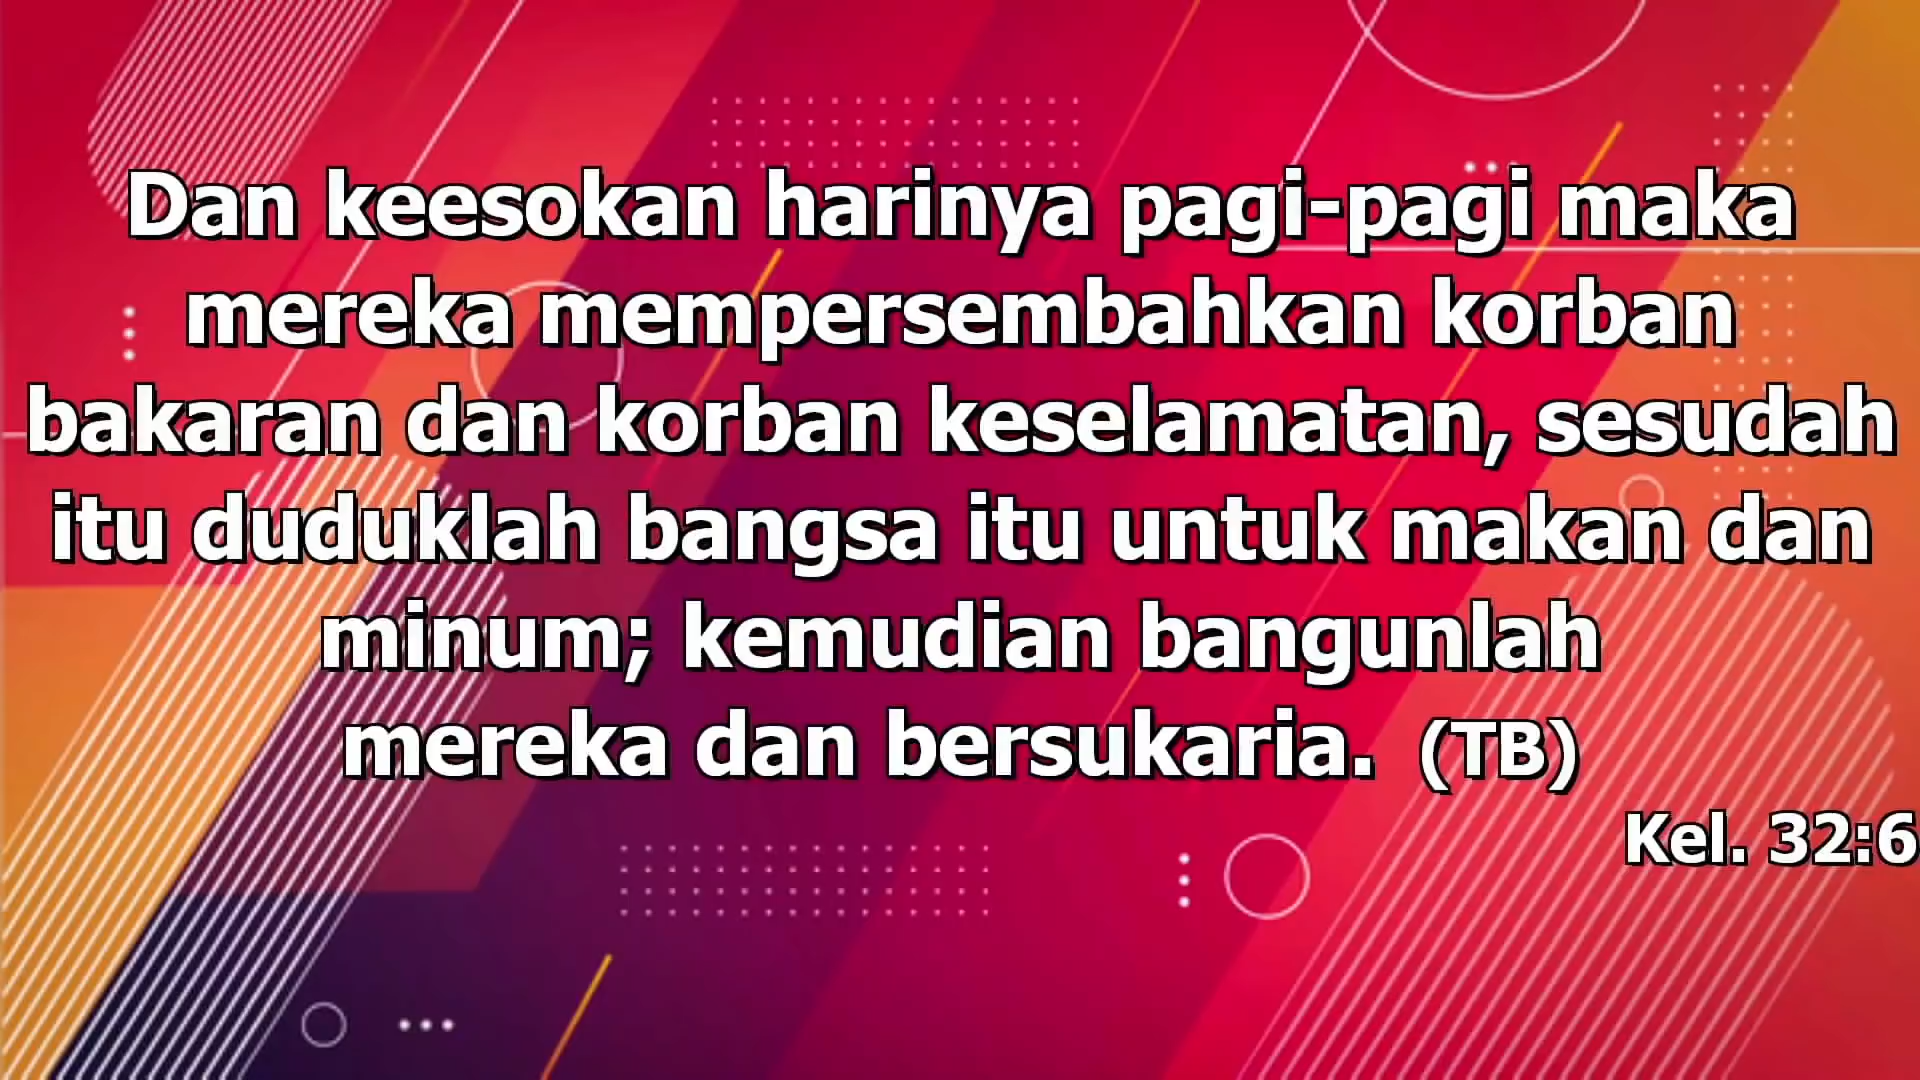 Dan keesokan harinya pagi-pagi maka
mereka mempersembahkan korban
bakaran dan korban keselamatan, sesudah
itu duduklah bangsa itu untuk makan dan
minum; kemudian bangunlah
mereka dan bersukaria. (TB)
Kel. 32:6